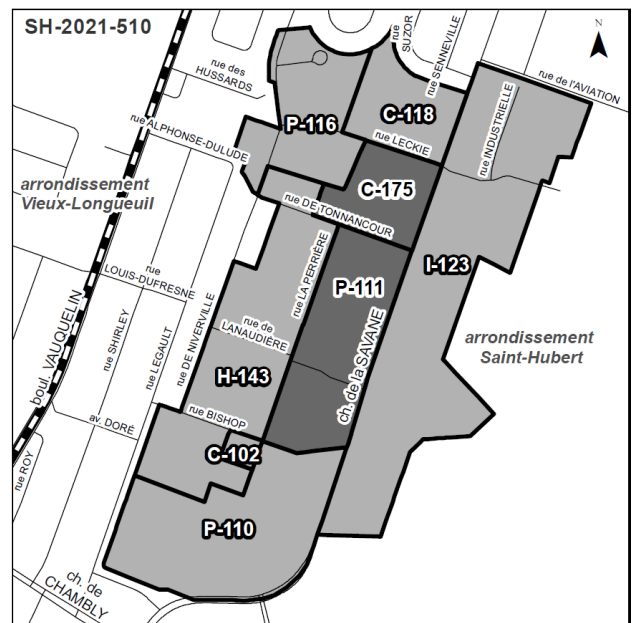 SH-2021-510
N
rue SUZOR
rue SENNEVILLE
rue de l'AVIATION
rue des
HUSSARDS
rue INDUSTRIELLE
P-116
C-118
rue ALPHONSE-DULUDE
rue LECKIE
arrondissement
Vieux-Longueuil
C-175
rue DE TONNANCOUR
I-123
rue
LOUIS-DUFRESNE
rue LA PERRIÈRE
P-111
boul. VAUQUELIN
rue SHIRLEY
rue LEGAULT
rue DE NIVERVILLE
rue de
LANAUDIÈRE
ch. de la SAVANE
arrondissement
Saint-Hubert
H-143
rue BISHOP
av. DORÉ
C-102
rue ROY
P-110
ch. de
CHAMBLY